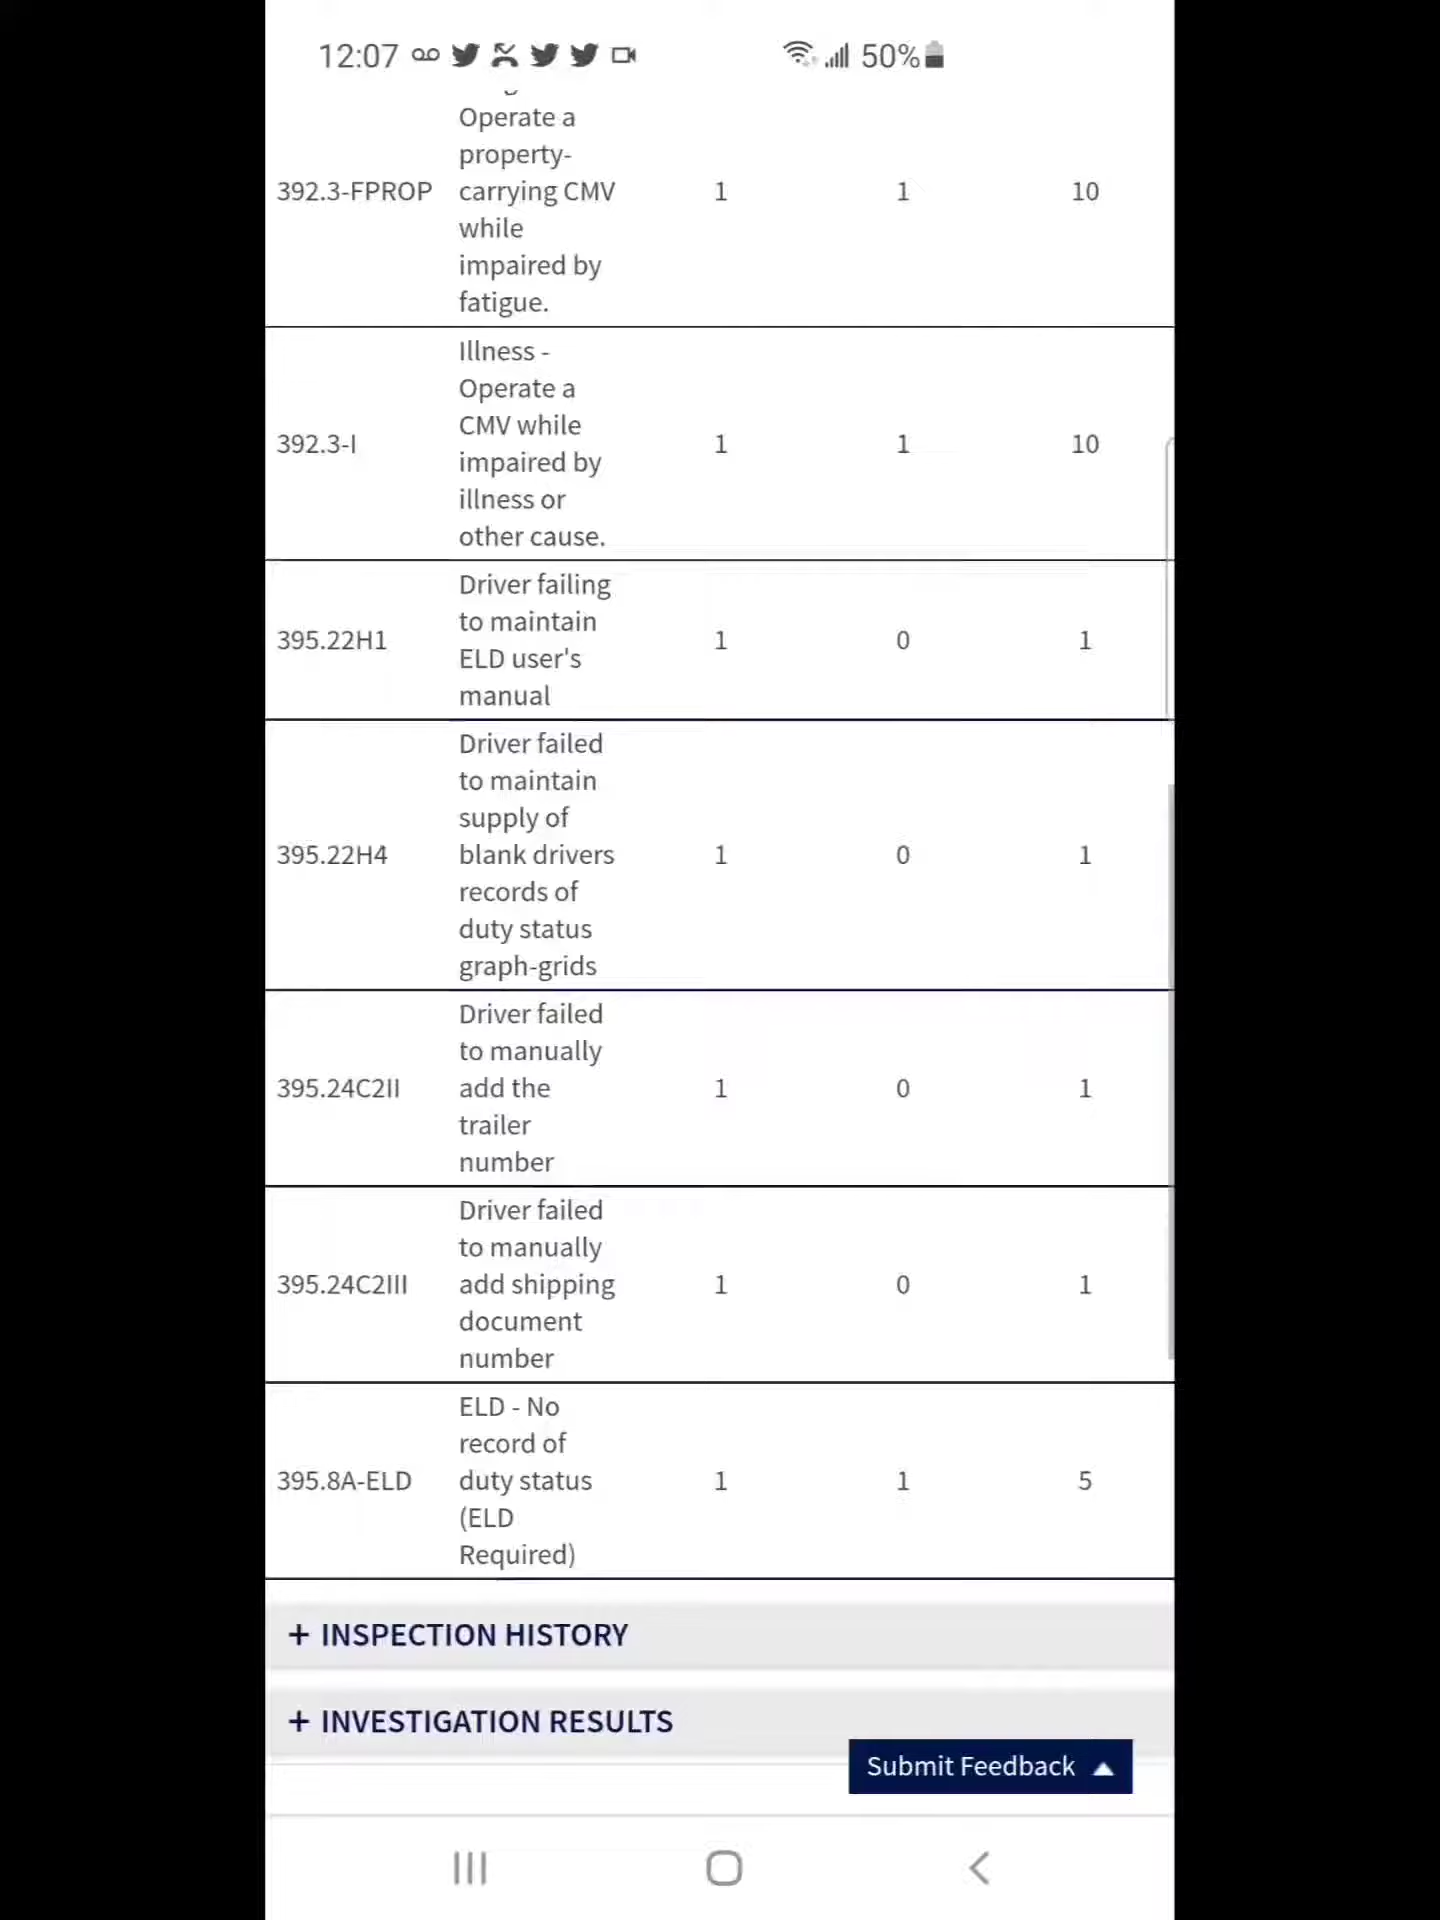 12:07 50%
Operate a
property-
392.3-FPROP carrying CMV 1 1 10
while
impaired by
fatigue.
Illness -
Operate a
CMV while
392.3-I impaired by 1 1 10
illness or
other cause.
Driver failing
to maintain
395.22H1 ELD user's 1 0 1
manual
Driver failed
to maintain
supply of
395.22H4 blank drivers 1 0 1
records of
duty status
graph-grids
Driver failed
to manually
395.24C2II add the 1 0 1
trailer
number
Driver failed
to manually
395.24C2III add shipping 1 0 1
document
number
ELD - No
record of
395.8A-ELD duty status 1 1 5
(ELD
Required)
+ INSPECTION HISTORY
+ INVESTIGATION RESULTS
Submit Feedback